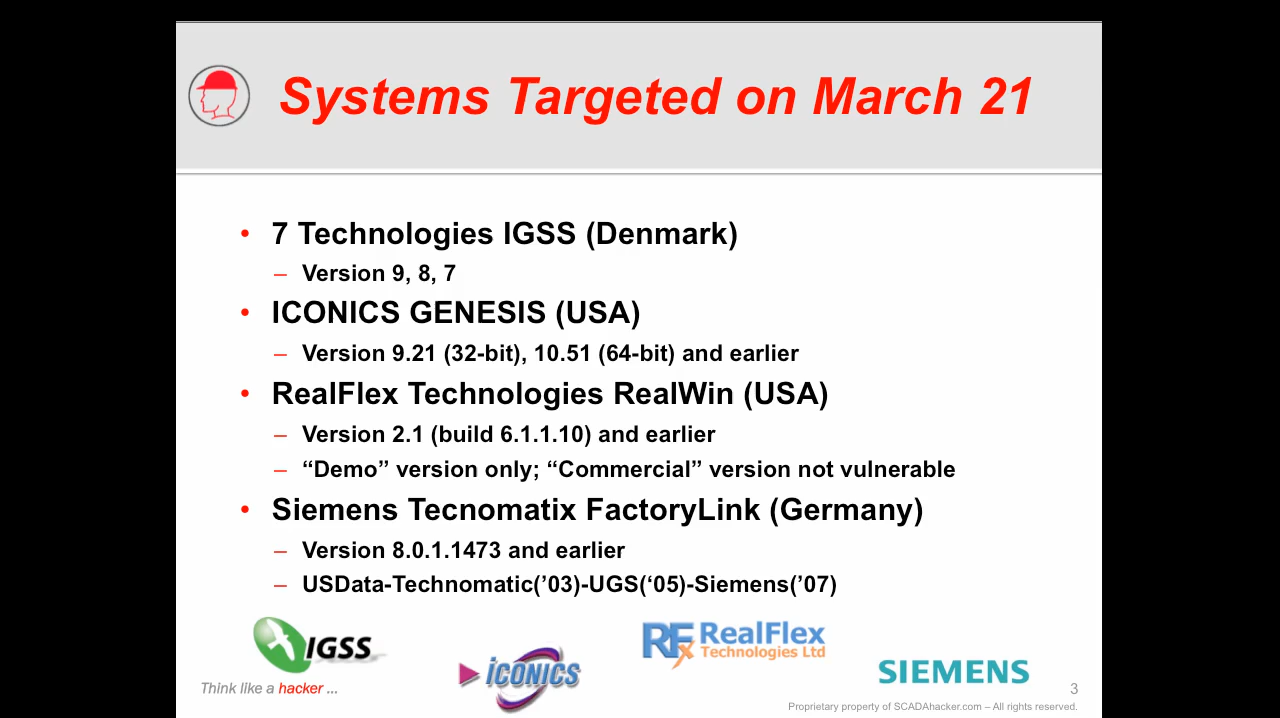 Systems Targeted on March 21
• 7 Technologies IGSS (Denmark)
– Version 9, 8, 7
• ICONICS GENESIS (USA)
– Version 9.21 (32-bit), 10.51 (64-bit) and earlier
• RealFlex Technologies RealWin (USA)
– Version 2.1 (build 6.1.1.10) and earlier
– “Demo” version only; “Commercial” version not vulnerable
• Siemens Tecnomatix FactoryLink (Germany)
– Version 8.0.1.1473 and earlier
– USData-Technomatic(’03)-UGS(‘05)-Siemens(’07)
IGSS
ICONICS
RFx RealFlex
Technologies Ltd
SIEMENS
Think like a hacker ...
3
Proprietary property of SCADAhacker.com – All rights reserved.